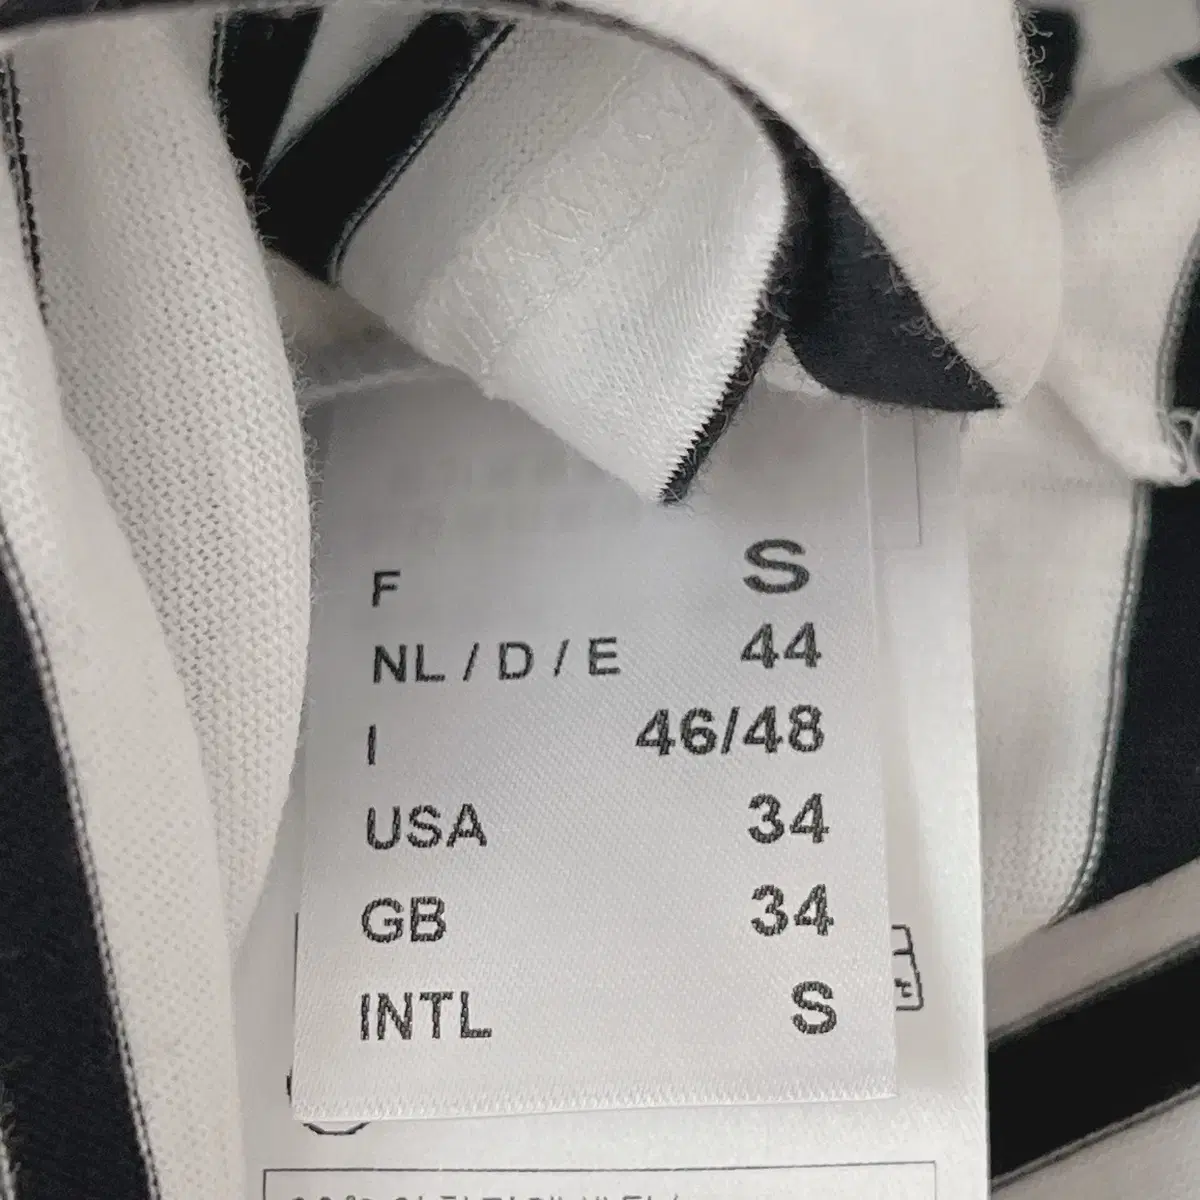 F S
NL / D / E 44
I 46/48
USA 34
GB 34
INTL S